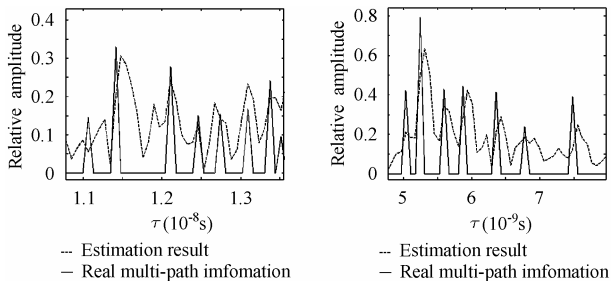 Relative amplitude
0.4
0.3
0.2
0.1
0
1.1
1.2
1.3
τ(10⁻⁸s)
--- Estimation result
— Real multi-path imfomation
Relative amplitude
0.8
0.6
0.4
0.2
0
5
6
7
τ(10⁻⁹s)
--- Estimation result
— Real multi-path imfomation